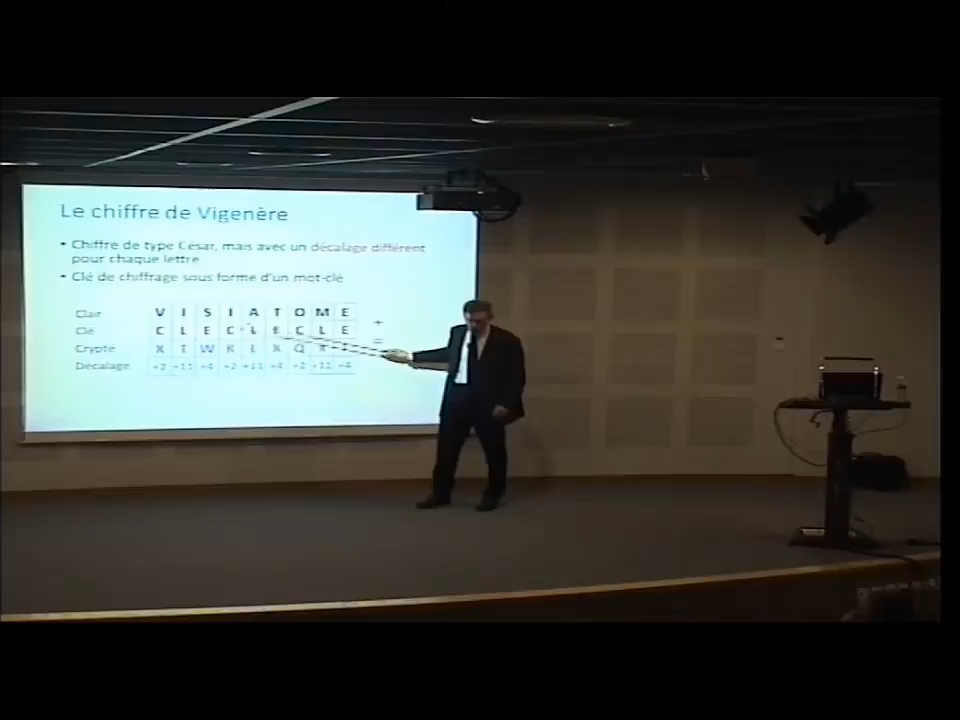 Le chiffre de Vigenère
• Chiffre de type César, mais avec un décalage différent
pour chaque lettre
• Clé de chiffrage sous forme d'un mot-clé
Clair V I S I A T O M E
Clé C L E C L E C L E +
Crypté X T W K L X Q =
Décalage +2 +11 +4 +2 +11 +4 +2 +11 +4